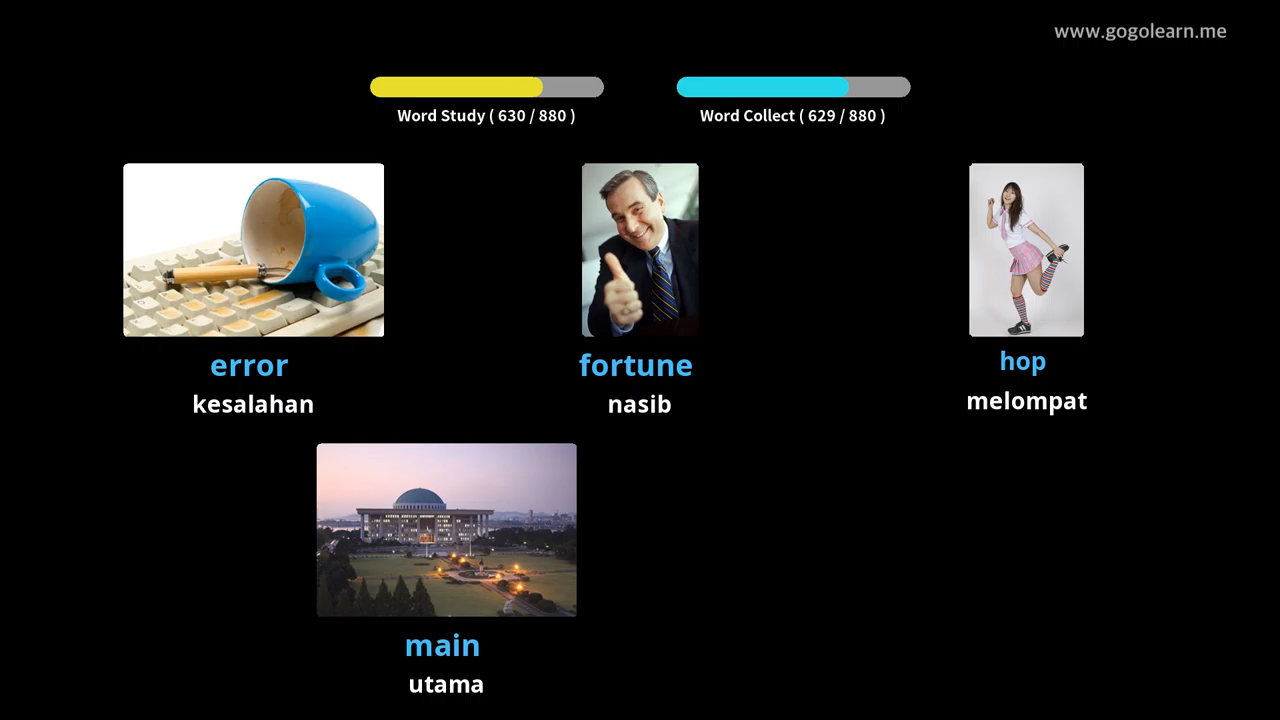 www.gogolearn.me
Word Study ( 630 / 880 )
Word Collect ( 629 / 880 )
error
kesalahan
fortune
nasib
hop
melompat
main
utama